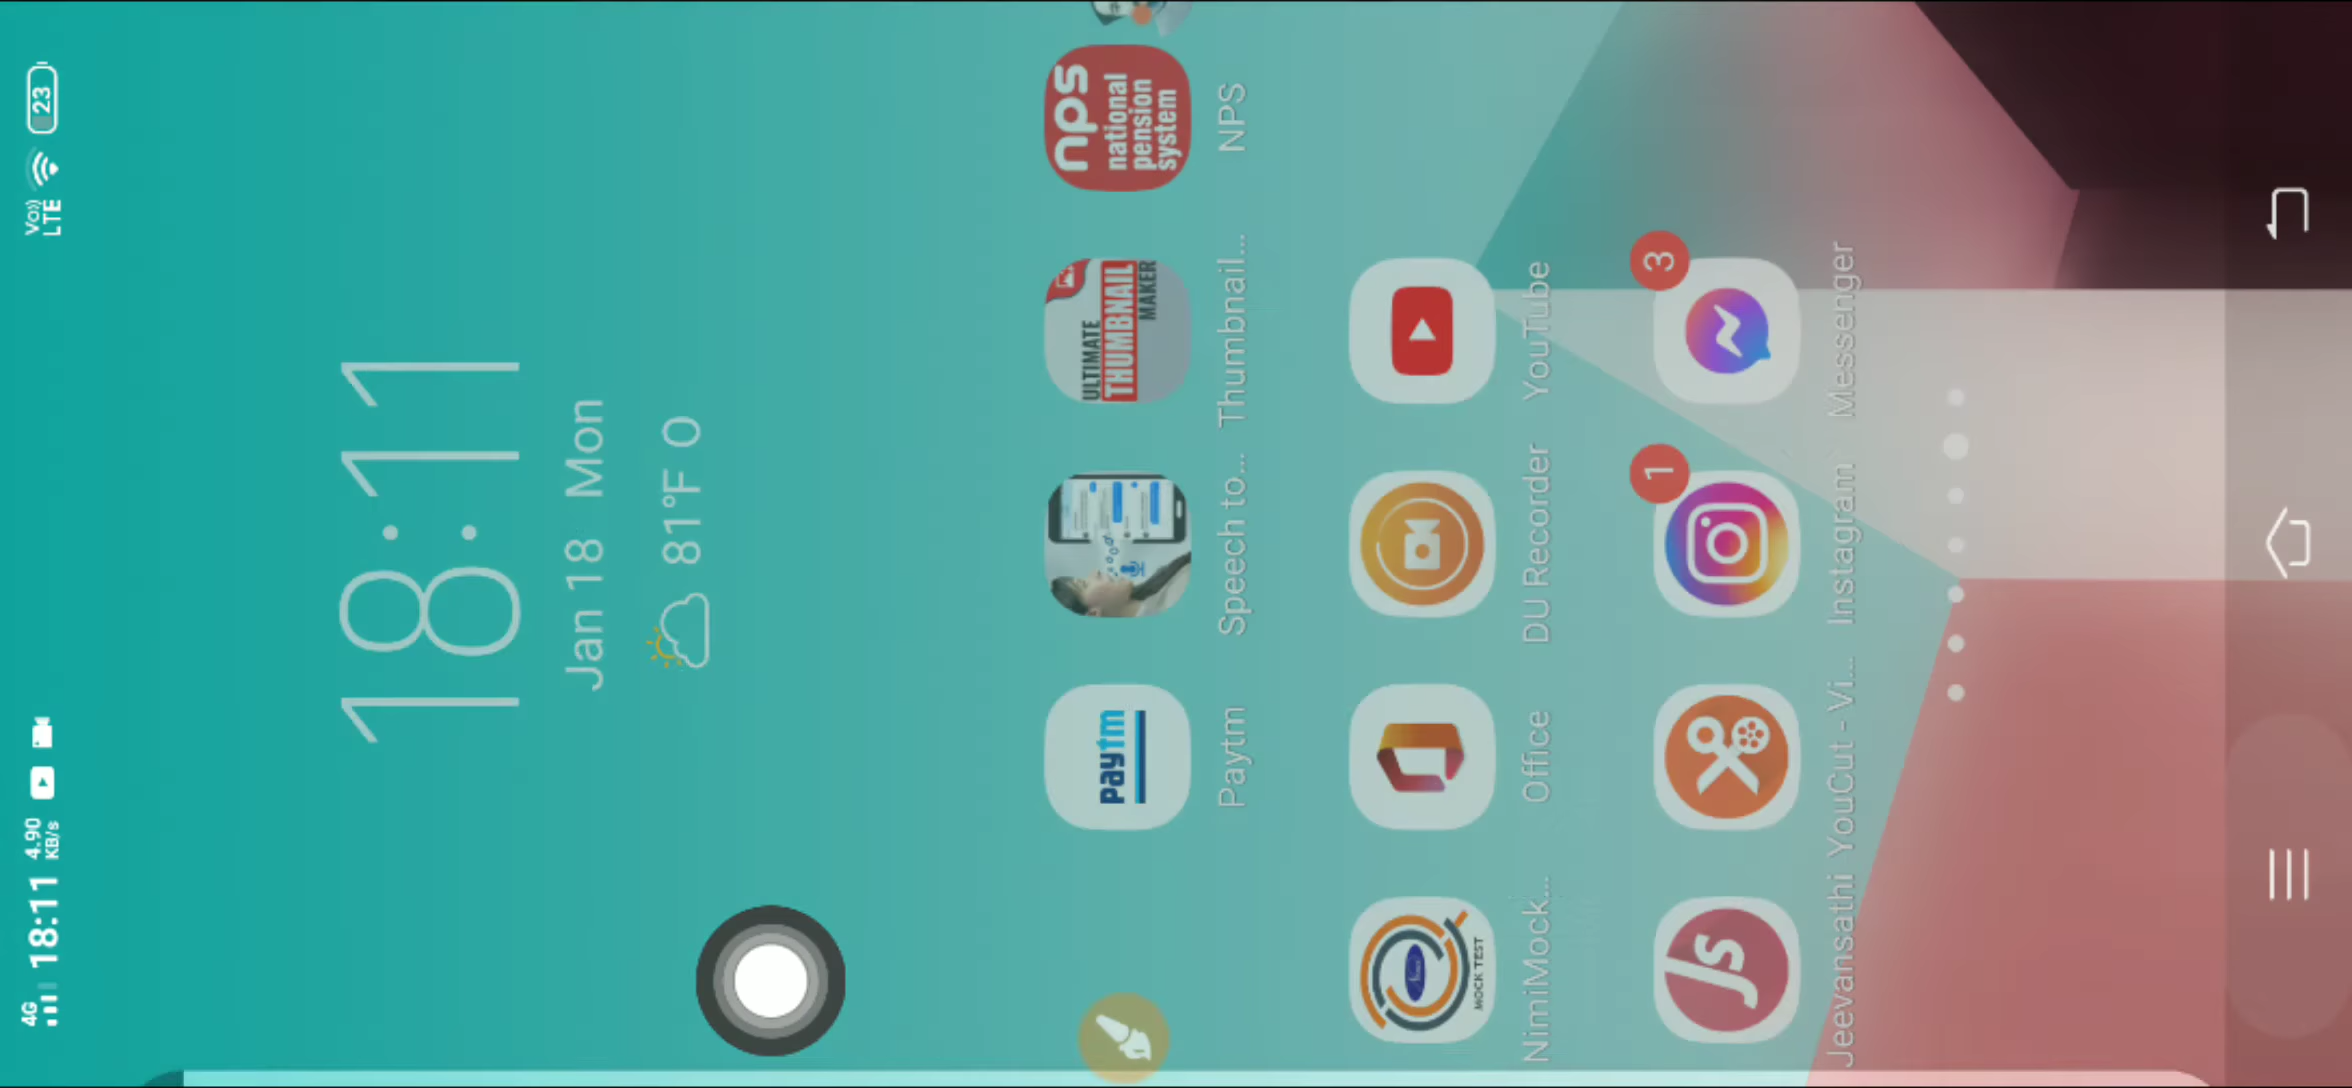 4G 18:11 4.90 KB/s
Vo)) LTE 23
18:11
Jan 18 Mon
81°F O
Paytm
ULTIMATE
THUMBNAIL
MAKER
nps
national
pension
system
Paytm Speech to... Thumbnail... NPS
MOCK TEST
NimiMock... Office DU Recorder YouTube
JS
1
3
Jeevansathi YouCut - Vi... Instagram Messenger